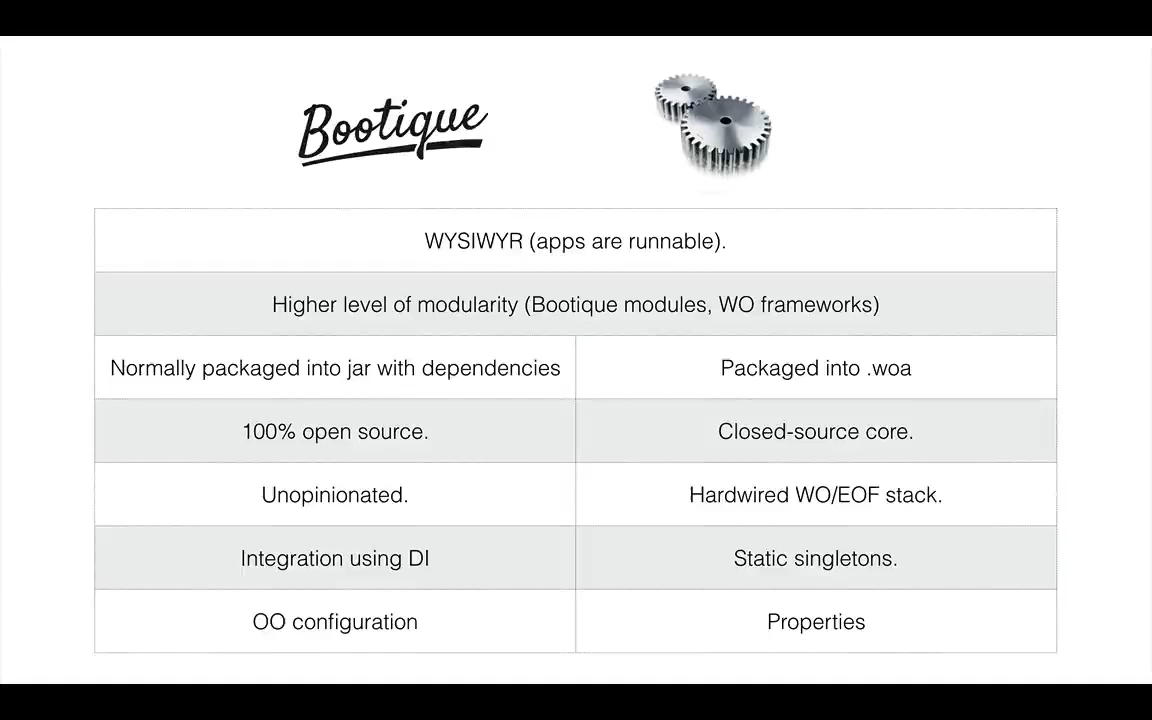 Bootique
WYSIWYR (apps are runnable).
Higher level of modularity (Bootique modules, WO frameworks)
Normally packaged into jar with dependencies
Packaged into .woa
100% open source.
Closed-source core.
Unopinionated.
Hardwired WO/EOF stack.
Integration using DI
Static singletons.
OO configuration
Properties